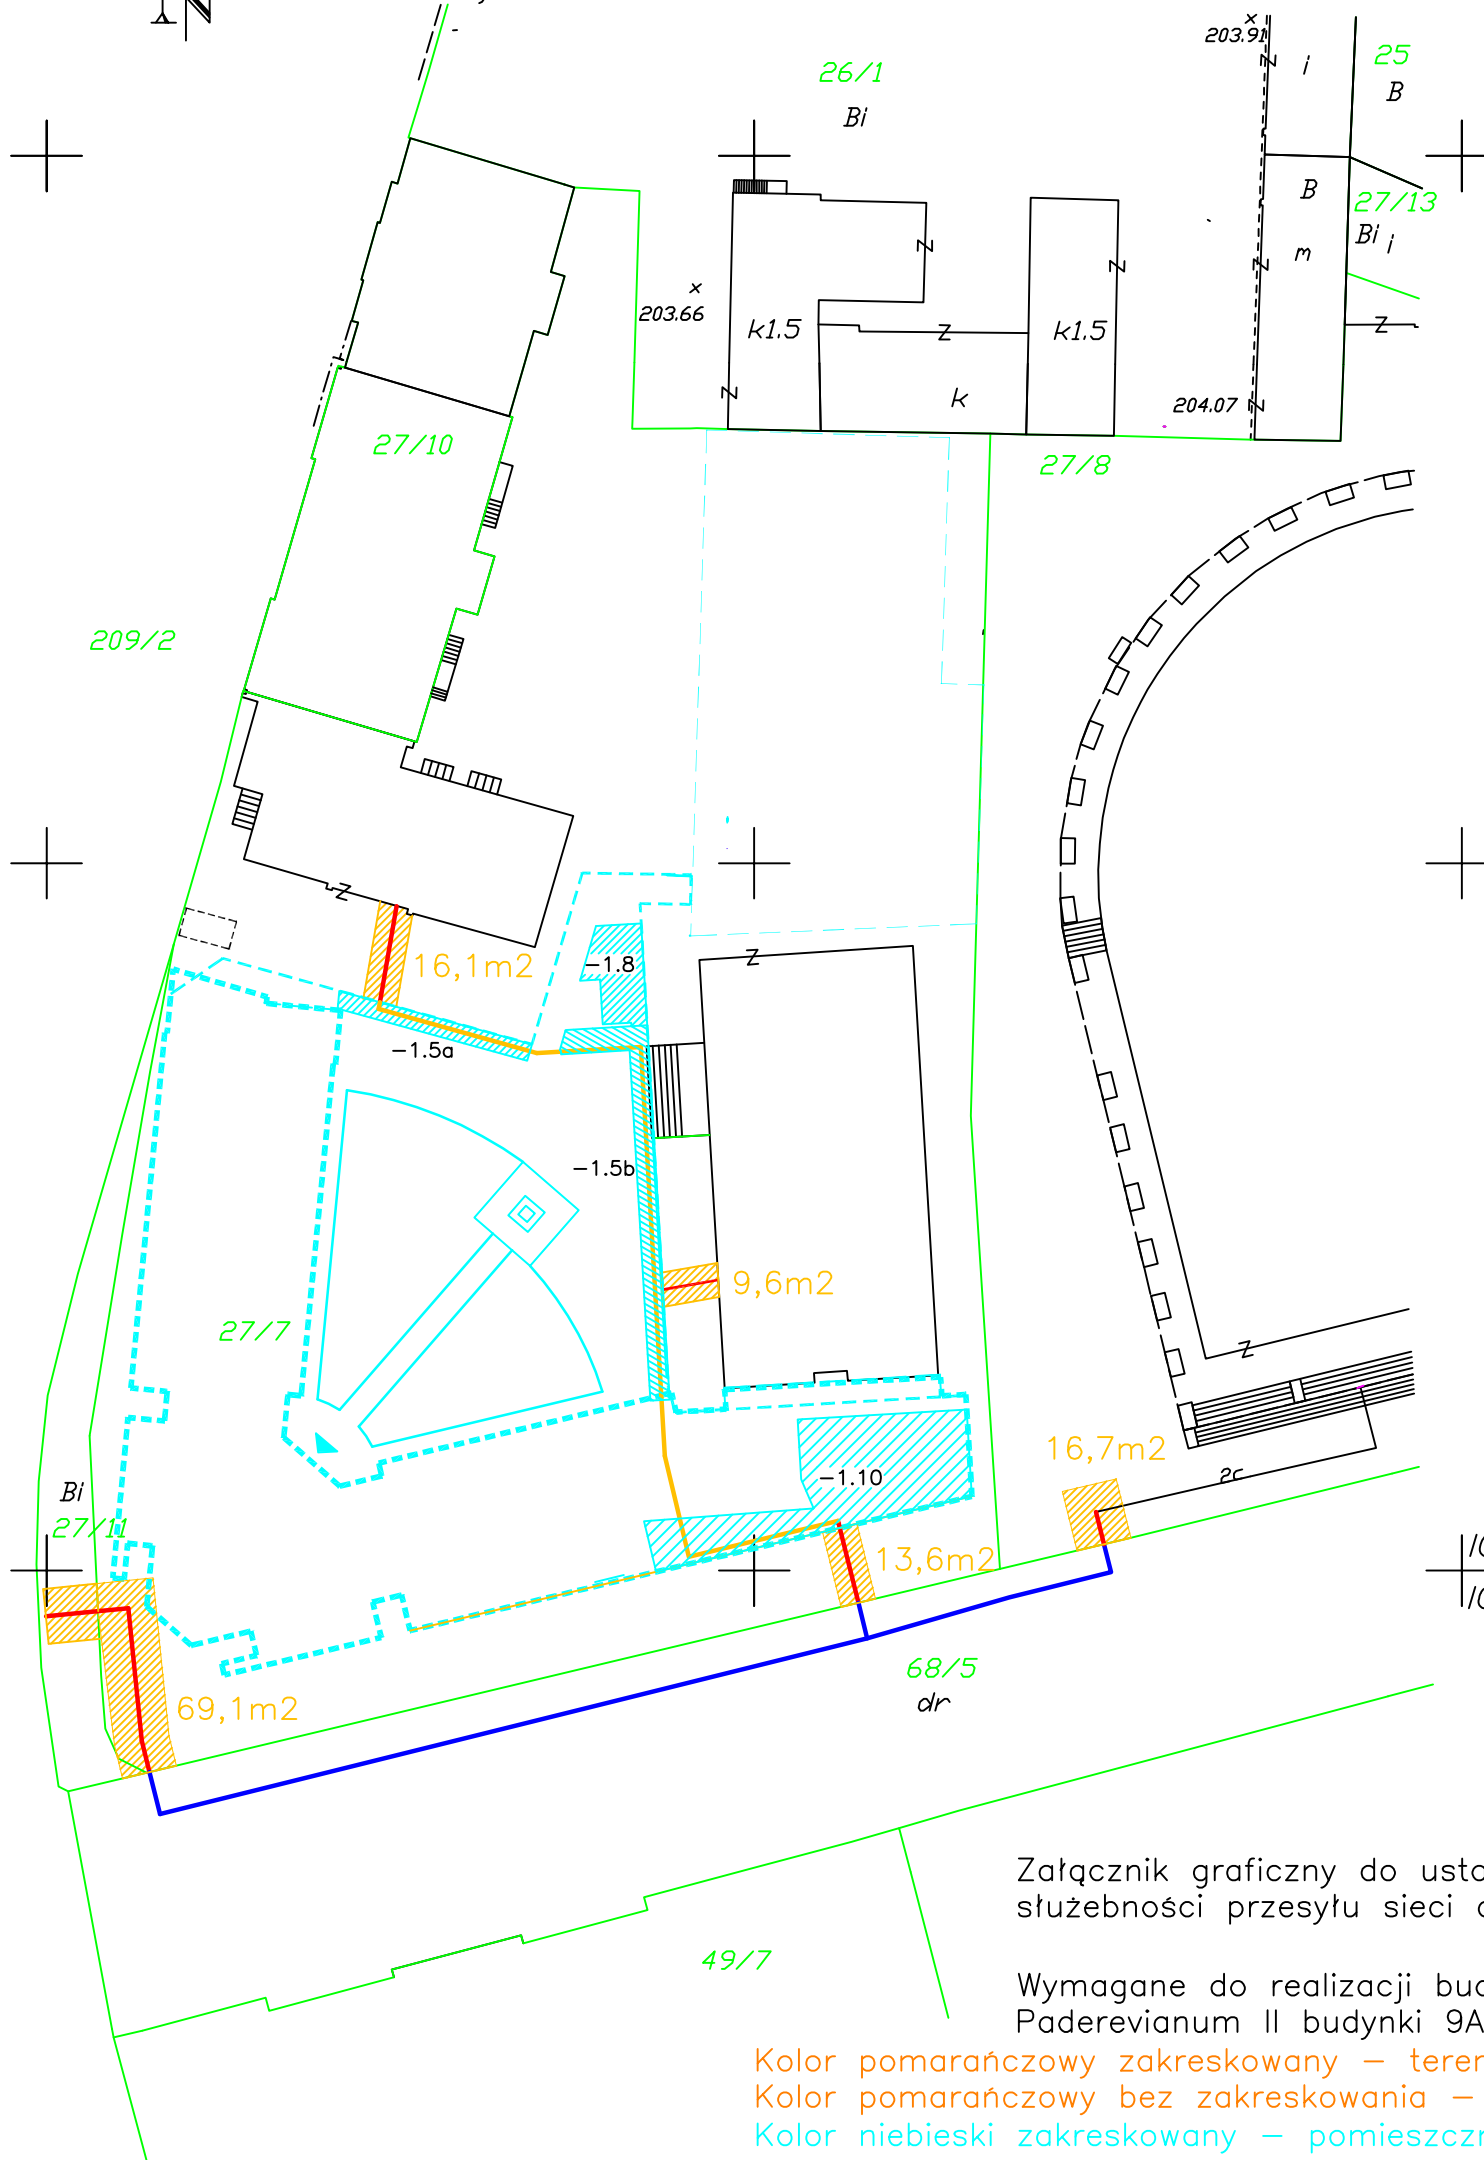 N
203.91
25
26/1
i
B
Bi
B
27/13
Bi i
m
203.66
k1.5
k1.5
k
204.07
27/10
27/8
209/2
-1.8
16,1m2
-1.5a
-1.5b
9,6m2
27/7
16,7m2
-1.10
Bi
27/11
13,6m2
68/5
dr
69,1m2
Załącznik graficzny do
służebności przesyłu sieci
49/7
Wymagane do realizacji
Paderevianum II budynki 9A
Kolor pomarańczowy zakreskowany – teren
Kolor pomarańczowy bez zakreskowania –
Kolor niebieski zakreskowany –